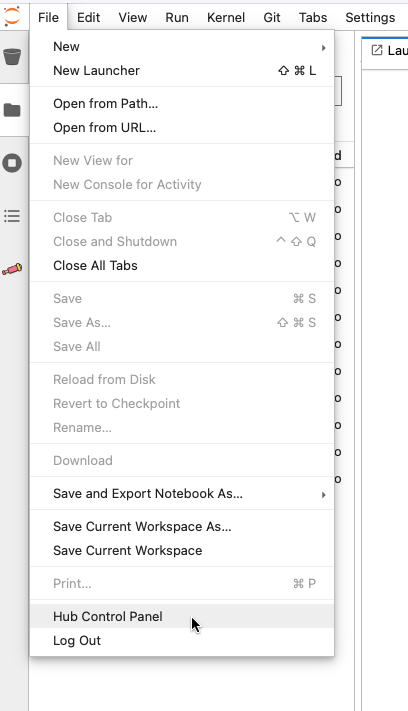 File Edit View Run Kernel Git Tabs Settings
New
New Launcher ⇧ ⌘ L
Open from Path...
Open from URL...
New View for
New Console for Activity
Close Tab ⌥ W
Close and Shutdown ^ ⇧ Q
Close All Tabs
Save ⌘ S
Save As... ⇧ ⌘ S
Save All
Reload from Disk
Revert to Checkpoint
Rename...
Download
Save and Export Notebook As...
Save Current Workspace As...
Save Current Workspace
Print... ⌘ P
Hub Control Panel
Log Out
Lau
d
o
o
o
o
o
o
o
o
o
o
o
o